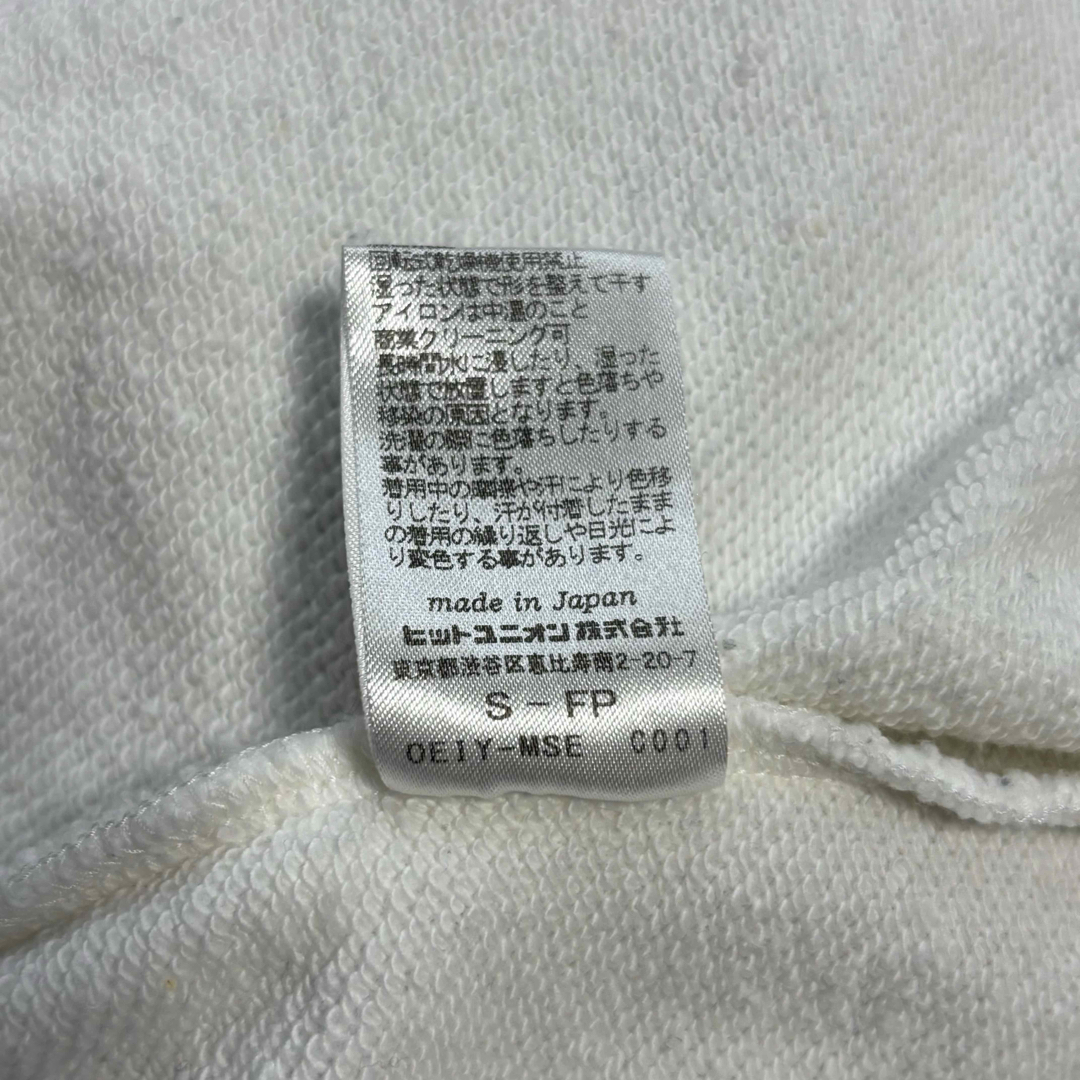 回転式乾燥機使用禁止
湿った状態で形を整えて干す
アイロンは中温のこと
商業クリーニング可
長時間水に浸したり、湿った
状態で放置しますと色落ちや
移染の原因となります。
洗濯の際に色落ちしたりする
事があります。
着用中の摩擦や汗により色移
りしたり、汗が付着したまま
の着用の繰り返しや日光によ
り変色する事があります。
made in Japan
ヒットユニオン株式会社
東京都渋谷区恵比寿南2-20-7
S-FP
OEIY-MSE 0001